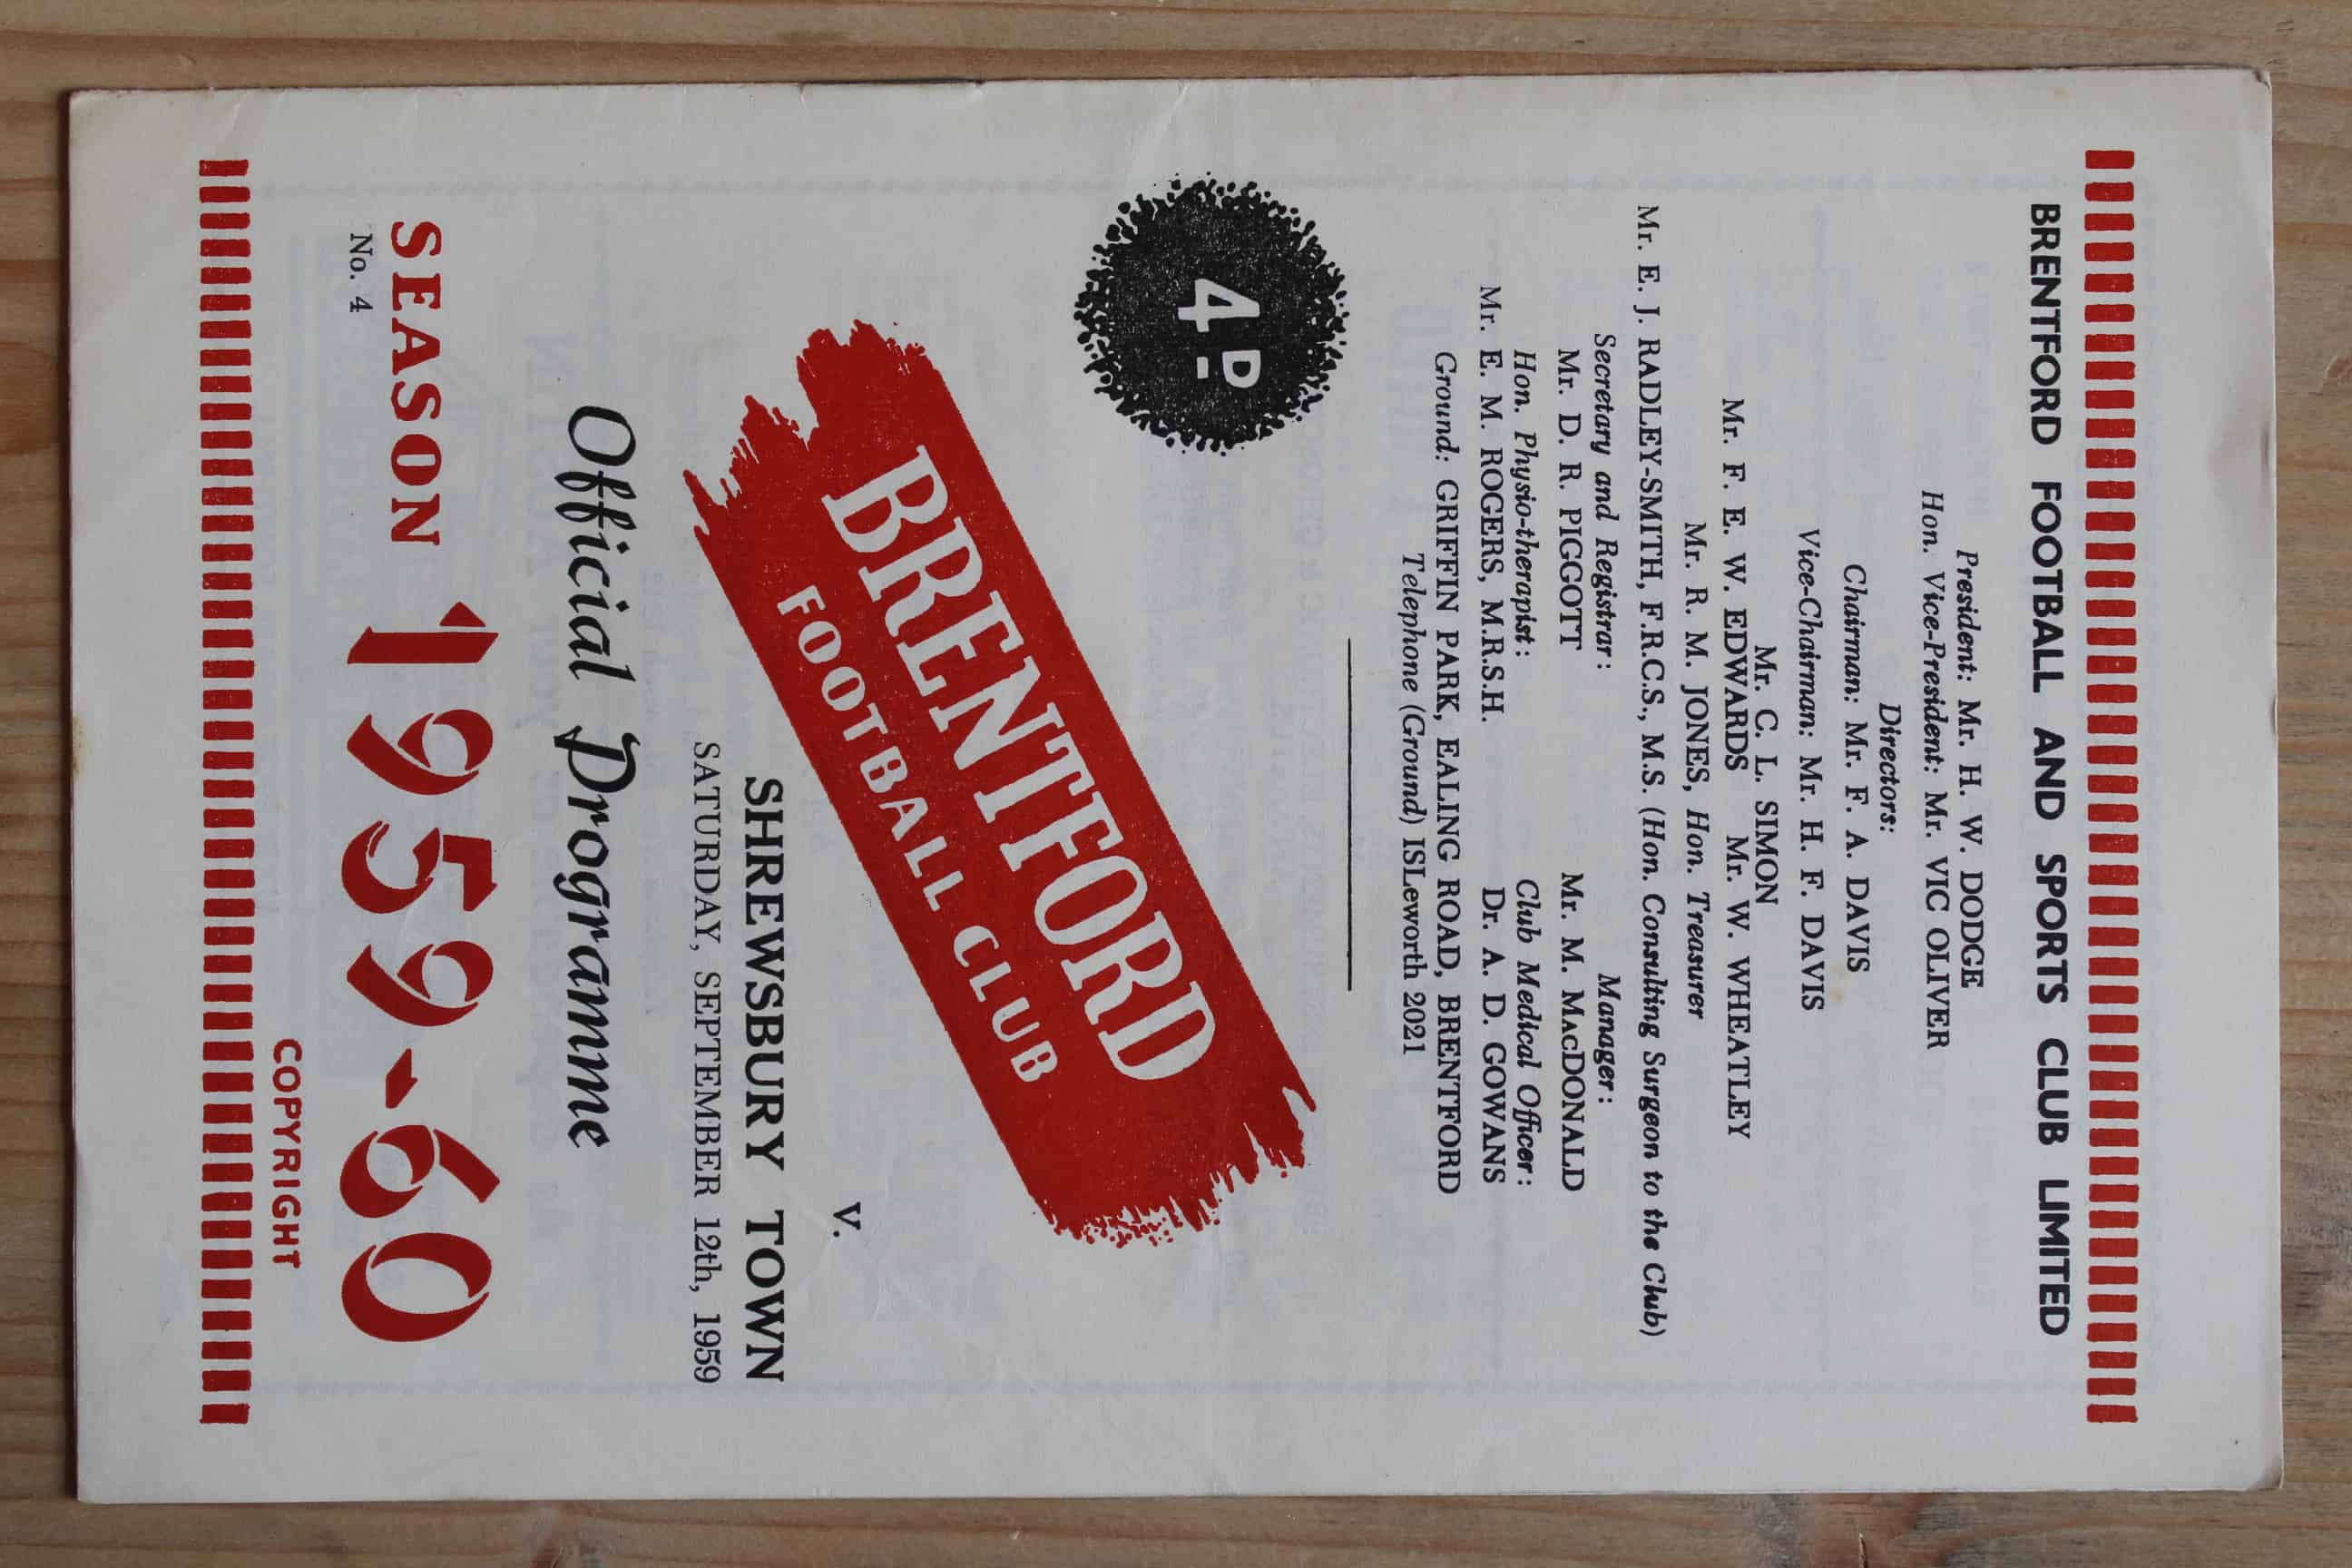 BRENTFORD FOOTBALL AND SPORTS CLUB LIMITED
President: Mr. H. W. DODGE
Hon. Vice-President: Mr. VIC OLIVER
Directors:
Chairman: Mr. F. A. DAVIS
Vice-Chairman: Mr. H. F. DAVIS
Mr. C. L. SIMON
Mr. F. E. W. EDWARDS Mr. W. WHEATLEY
Mr. R. M. JONES, Hon. Treasurer
Mr. E. J. RADLEY-SMITH, F.R.C.S., M.S. (Hon. Consulting Surgeon to the Club)
Secretary and Registrar: Manager:
Mr. D. R. PIGGOTT Mr. M. MACDONALD
Hon. Physio-therapist: Club Medical Officer:
Mr. E. M. ROGERS, M.R.S.H. Dr. A. D. GOWANS
Ground: GRIFFIN PARK, EALING ROAD, BRENTFORD
Telephone (Ground) ISLeworth 2021
4D.
BRENTFORD
FOOTBALL CLUB
v.
SHREWSBURY TOWN
SATURDAY, SEPTEMBER 12th, 1959
Official Programme
SEASON 1959-60
No. 4
COPYRIGHT